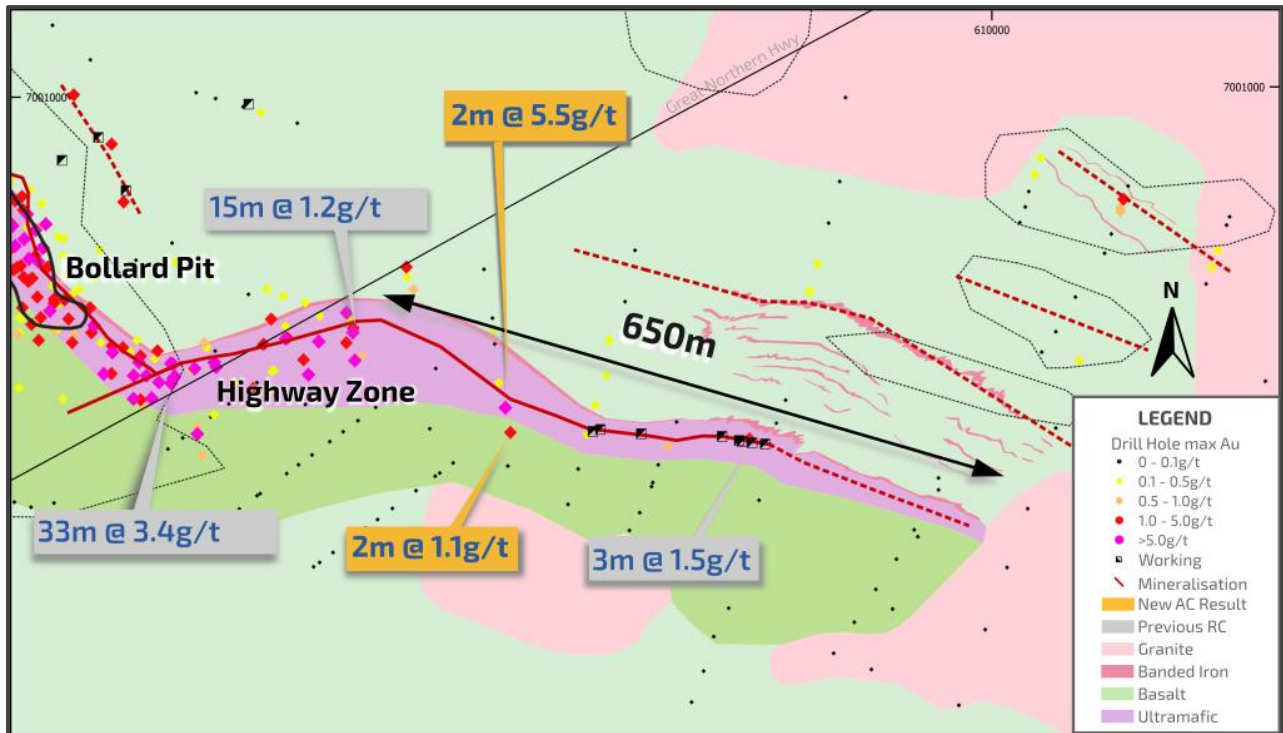 610000
Great Northern Hwy
7001000
7001000
2m @ 5.5g/t
15m @ 1.2g/t
Bollard Pit
650m
N
Highway Zone
33m @ 3.4g/t
2m @ 1.1g/t
3m @ 1.5g/t
LEGEND
Drill Hole max Au
0 - 0.1g/t
0.1 - 0.5g/t
0.5 - 1.0g/t
1.0 - 5.0g/t
>5.0g/t
Working
Mineralisation
New AC Result
Previous RC
Granite
Banded Iron
Basalt
Ultramafic